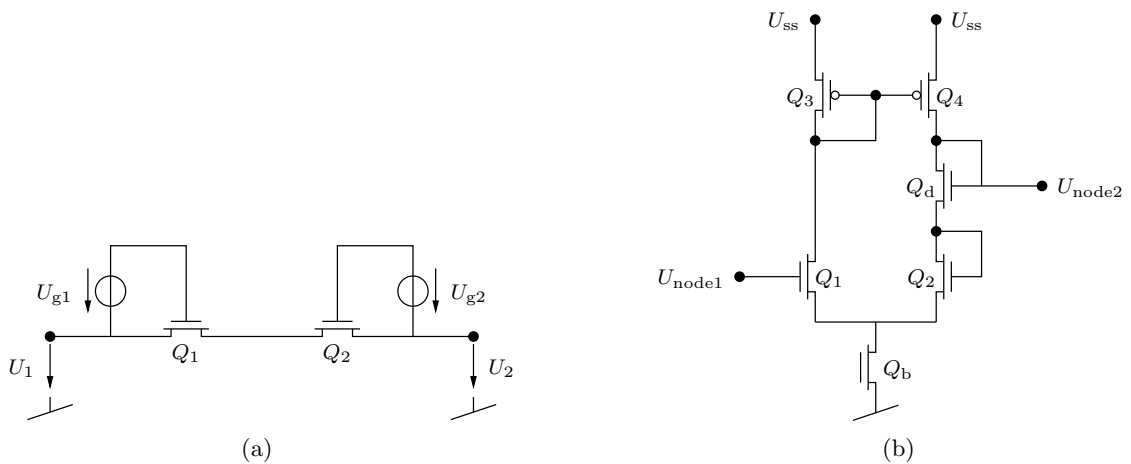 U_ss
U_ss
Q_3
Q_4
Q_d
U_node2
U_node1
Q_1
Q_2
U_g1
U_g2
Q_1
Q_2
U_1
U_2
Q_b
(a)
(b)